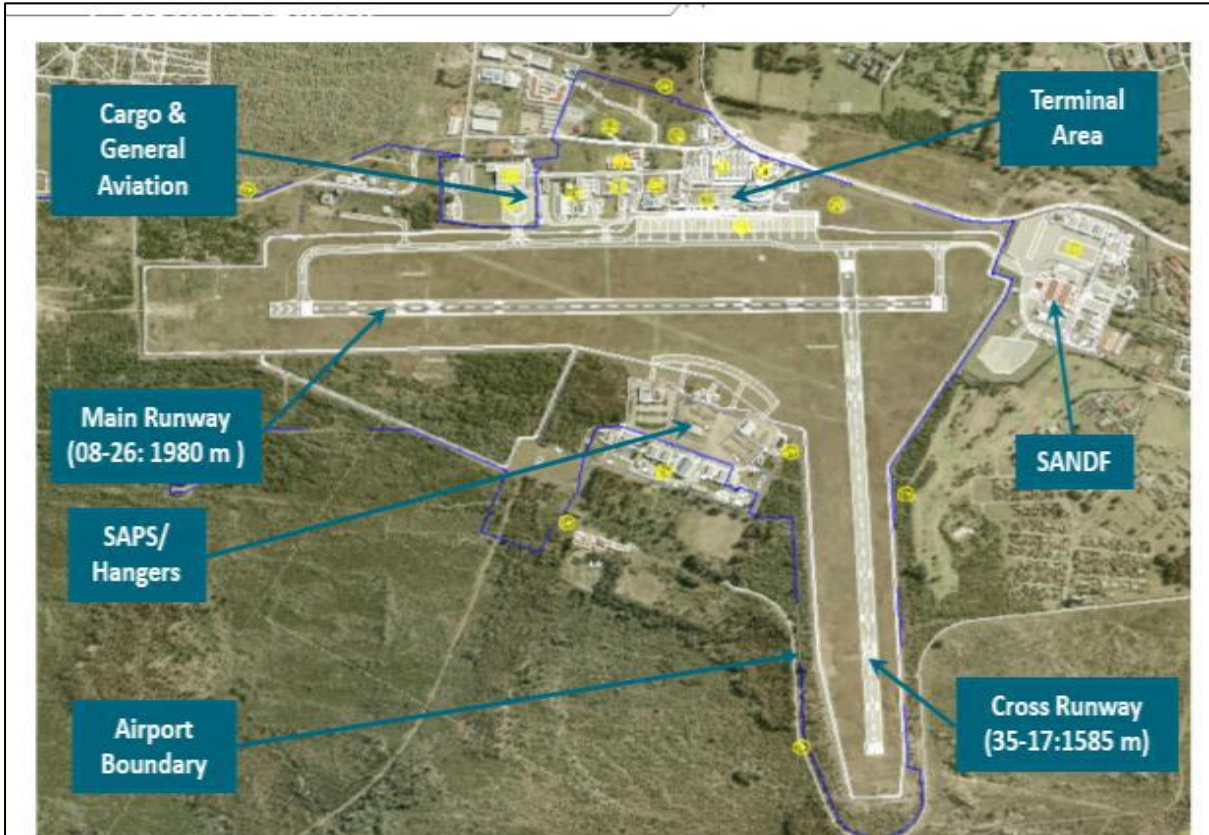 Cargo &
General
Aviation
Terminal
Area
Main Runway
(08-26: 1980 m )
SANDF
SAPS/
Hangers
Airport
Boundary
Cross Runway
(35-17:1585 m)